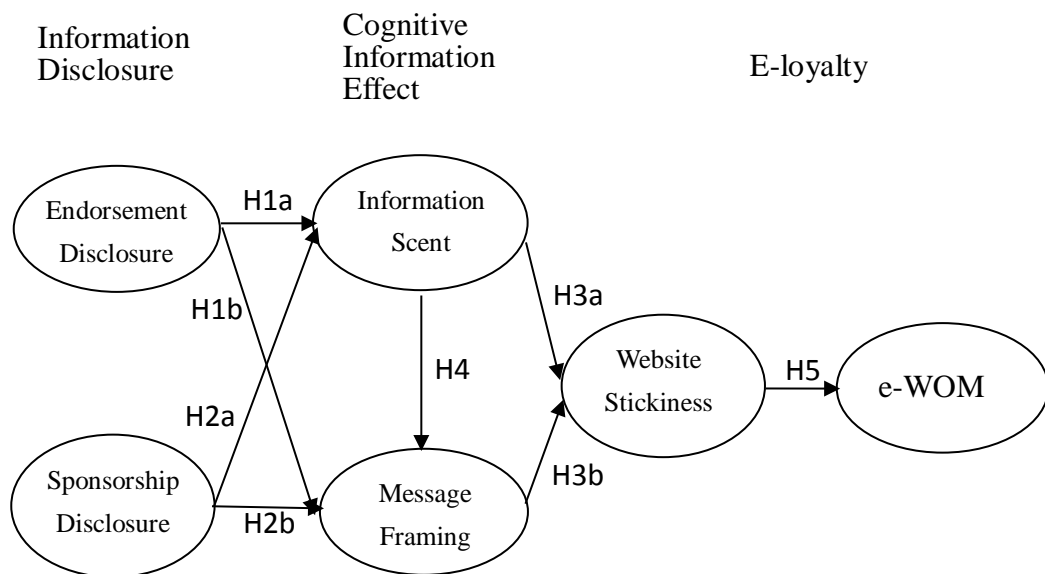 Information
Disclosure
Cognitive
Information
Effect
E-loyalty
Endorsement
Disclosure
H1a
Information
Scent
H1b
H3a
H4
Website
Stickiness
H5
e-WOM
H2a
Sponsorship
Disclosure
H2b
Message
Framing
H3b